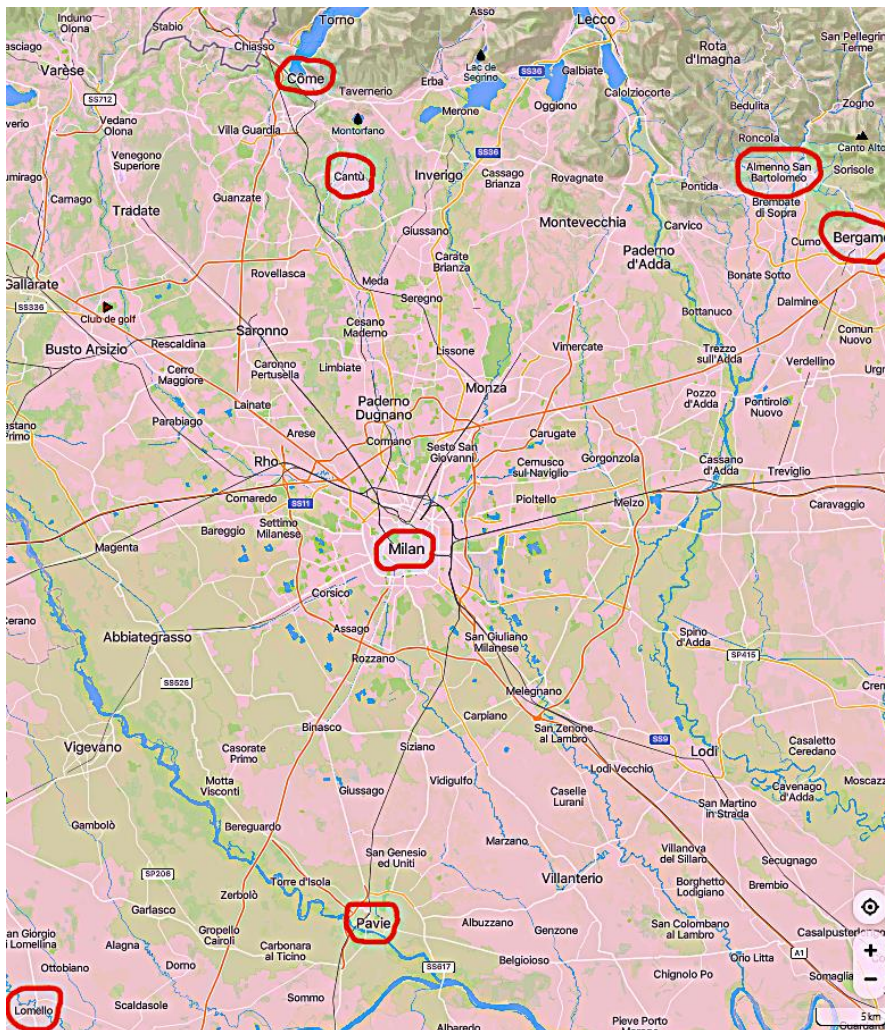 Induno
Olona
Stabio
Torno
Asso
Lecco
San Pellegrino
Terme
Chiasso
Rota
d'Imagna
Varèse
Côme
Lac de
Segrino
SS36
Galbiate
Erba
Tavernerio
Calolziocorte
SS712
Merone
Oggiono
Bedulita
Zogno
Vedano
Olona
Villa Guardia
Montorfano
Roncola
Canto Alto
SS36
Venegono
Superiore
Cantù
Inverigo
Cassago
Brianza
Rovagnate
Pontida
Almenno San
Bartolomeo
Sorisole
Carnago
Guanzate
Brembate
di Sopra
Tradate
Giussano
Montevecchia
Carvico
Curno
Bergame
Paderno
d'Adda
Carate
Brianza
Rovellasca
Meda
Bonate Sotto
Gallarate
Seregno
Dalmine
SS336
Club de golf
Cesano
Maderno
Bottanuco
Comun
Nuovo
Saronno
Rescaldina
Busto Arsizio
Lissone
Vimercate
Trezzo
sull'Adda
Verdellino
Cerro
Maggiore
Caronno
Pertusella
Limbiate
Monza
Urgn
Lainate
Paderno
Dugnano
Pozzo
d'Adda
Pontirolo
Nuovo
Parabiago
Arese
Cormano
Carugate
Sesto San
Giovanni
Rho
Cernusco
sul Naviglio
Gorgonzola
Cassano
d'Adda
Treviglio
Cornaredo
SS11
Pioltello
Melzo
Caravaggio
Bareggio
Settimo
Milanese
Magenta
Milan
Corsico
Cerano
Abbiategrasso
Assago
San Giuliano
Milanese
Spino
d'Adda
Rozzano
SP415
SS526
Melegnano
Crem
Binasco
Carpiano
San Zenone
al Lambro
SS9
Vigevano
Casorate
Primo
Siziano
Lodi
Casaletto
Ceredano
Lodi Vecchio
Motta
Visconti
Vidigulfo
Giussago
Caselle
Lurani
Cavenago
d'Adda
Moscazz
San Martino
in Strada
Gambolò
Bereguardo
Marzano
San Genesio
ed Uniti
Villanova
del Sillaro
Secugnago
SP206
Torre d'Isola
Villanterio
Borghetto
Lodigiano
Brembio
Zerbolò
Garlasco
Pavie
Albuzzano
Genzone
San Colombano
al Lambro
Casalpusterlengo
Gropello
Cairoli
Alagna
Carbonara
al Ticino
Belgioioso
Orio Litta
A1
Ottobiano
Dorno
SS617
Chignolo Po
Somaglia
Lomello
Scaldasole
Sommo
Albaredo
Pieve Porto
5 km